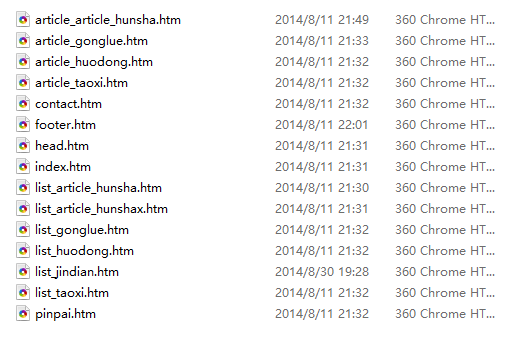 article_article_hunsha.htm 2014/8/11 21:49 360 Chrome HT...
article_gonglue.htm 2014/8/11 21:33 360 Chrome HT...
article_huodong.htm 2014/8/11 21:32 360 Chrome HT...
article_taoxi.htm 2014/8/11 21:32 360 Chrome HT...
contact.htm 2014/8/11 21:32 360 Chrome HT...
footer.htm 2014/8/11 22:01 360 Chrome HT...
head.htm 2014/8/11 21:31 360 Chrome HT...
index.htm 2014/8/11 21:31 360 Chrome HT...
list_article_hunsha.htm 2014/8/11 21:30 360 Chrome HT...
list_article_hunshax.htm 2014/8/11 21:31 360 Chrome HT...
list_gonglue.htm 2014/8/11 21:32 360 Chrome HT...
list_huodong.htm 2014/8/11 21:32 360 Chrome HT...
list_jindian.htm 2014/8/30 19:28 360 Chrome HT...
list_taoxi.htm 2014/8/11 21:32 360 Chrome HT...
pinpai.htm 2014/8/11 21:32 360 Chrome HT...